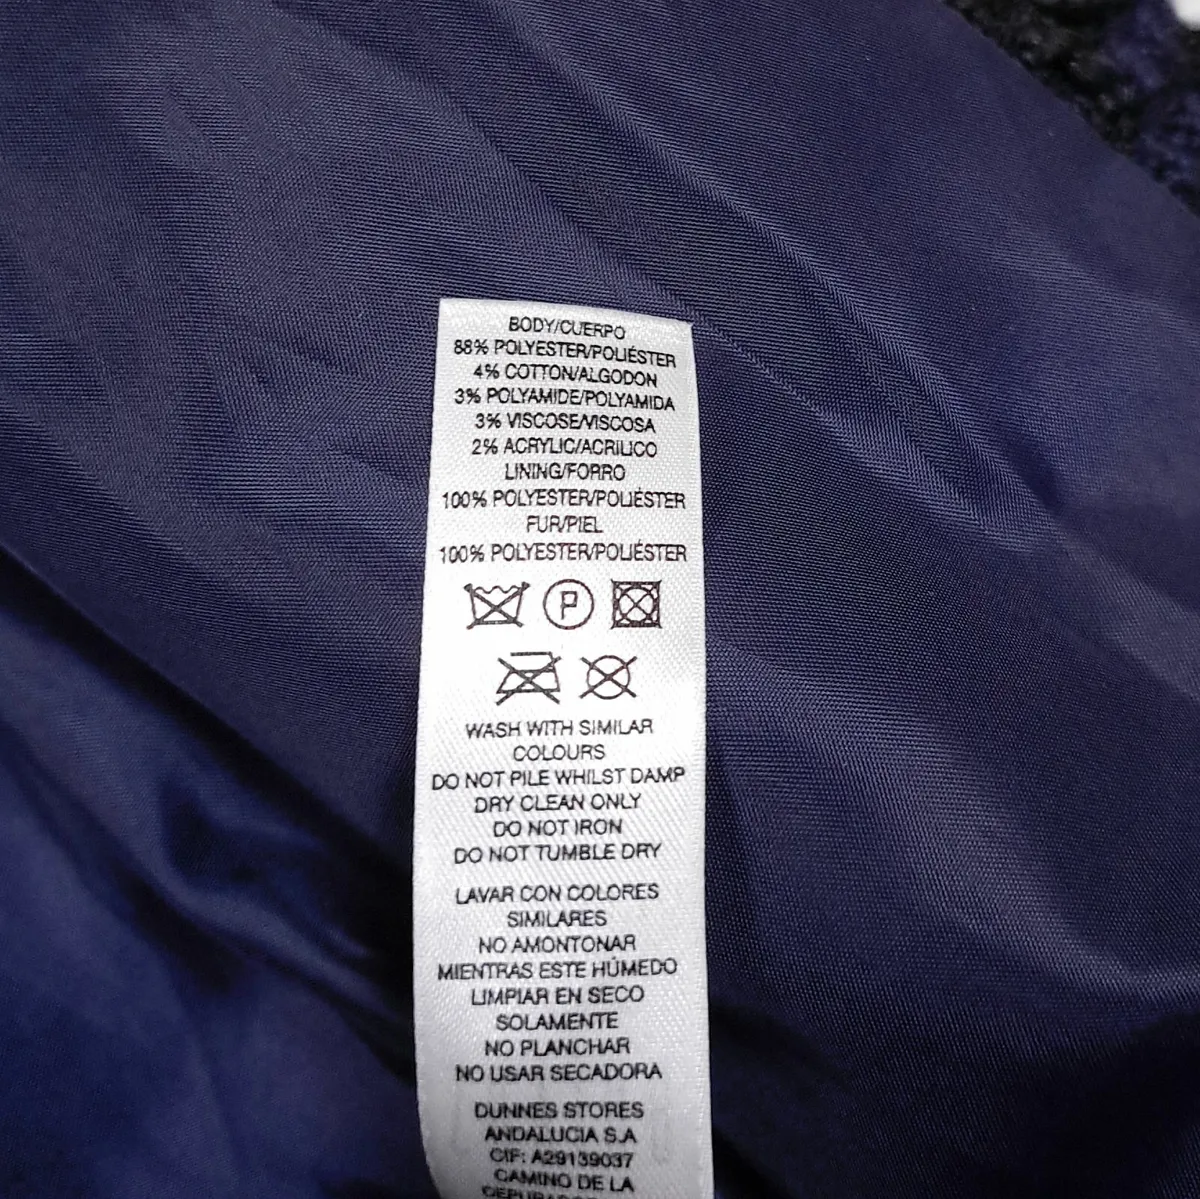 BODY/CUERPO
88% POLYESTER/POLIÉSTER
4% COTTON/ALGODON
3% POLYAMIDE/POLYAMIDA
3% VISCOSE/VISCOSA
2% ACRYLIC/ACRILICO
LINING/FORRO
100% POLYESTER/POLIÉSTER
FUR/PIEL
100% POLYESTER/POLIÉSTER
P
WASH WITH SIMILAR
COLOURS
DO NOT PILE WHILST DAMP
DRY CLEAN ONLY
DO NOT IRON
DO NOT TUMBLE DRY
LAVAR CON COLORES
SIMILARES
NO AMONTONAR
MIENTRAS ESTE HÚMEDO
LIMPIAR EN SECO
SOLAMENTE
NO PLANCHAR
NO USAR SECADORA
DUNNES STORES
ANDALUCIA S.A
CIF: A29139037
CAMINO DE LA